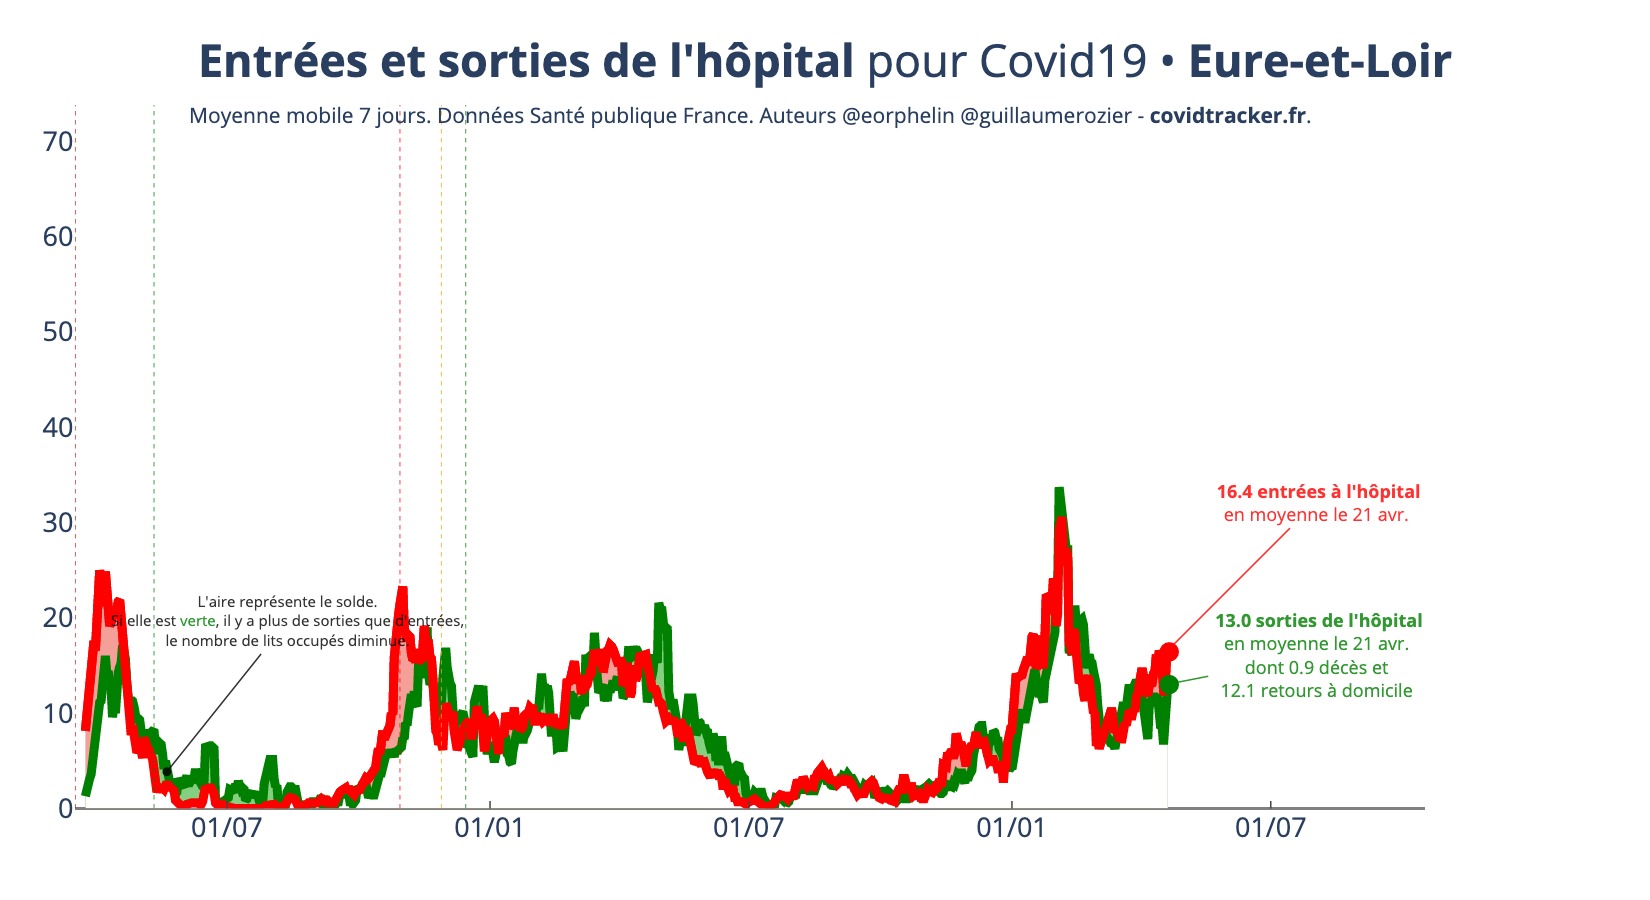 Entrées et sorties de l'hôpital pour Covid19 • Eure-et-Loir
Moyenne mobile 7 jours. Données Santé publique France. Auteurs @eorphelin @guillaumerozier - covidtracker.fr.
70
60
50
40
30
20
10
0
L'aire représente le solde.
Si elle est verte, il y a plus de sorties que d'entrées,
le nombre de lits occupés diminue.
16.4 entrées à l'hôpital
en moyenne le 21 avr.
13.0 sorties de l'hôpital
en moyenne le 21 avr.
dont 0.9 décès et
12.1 retours à domicile
01/07
01/01
01/07
01/01
01/07